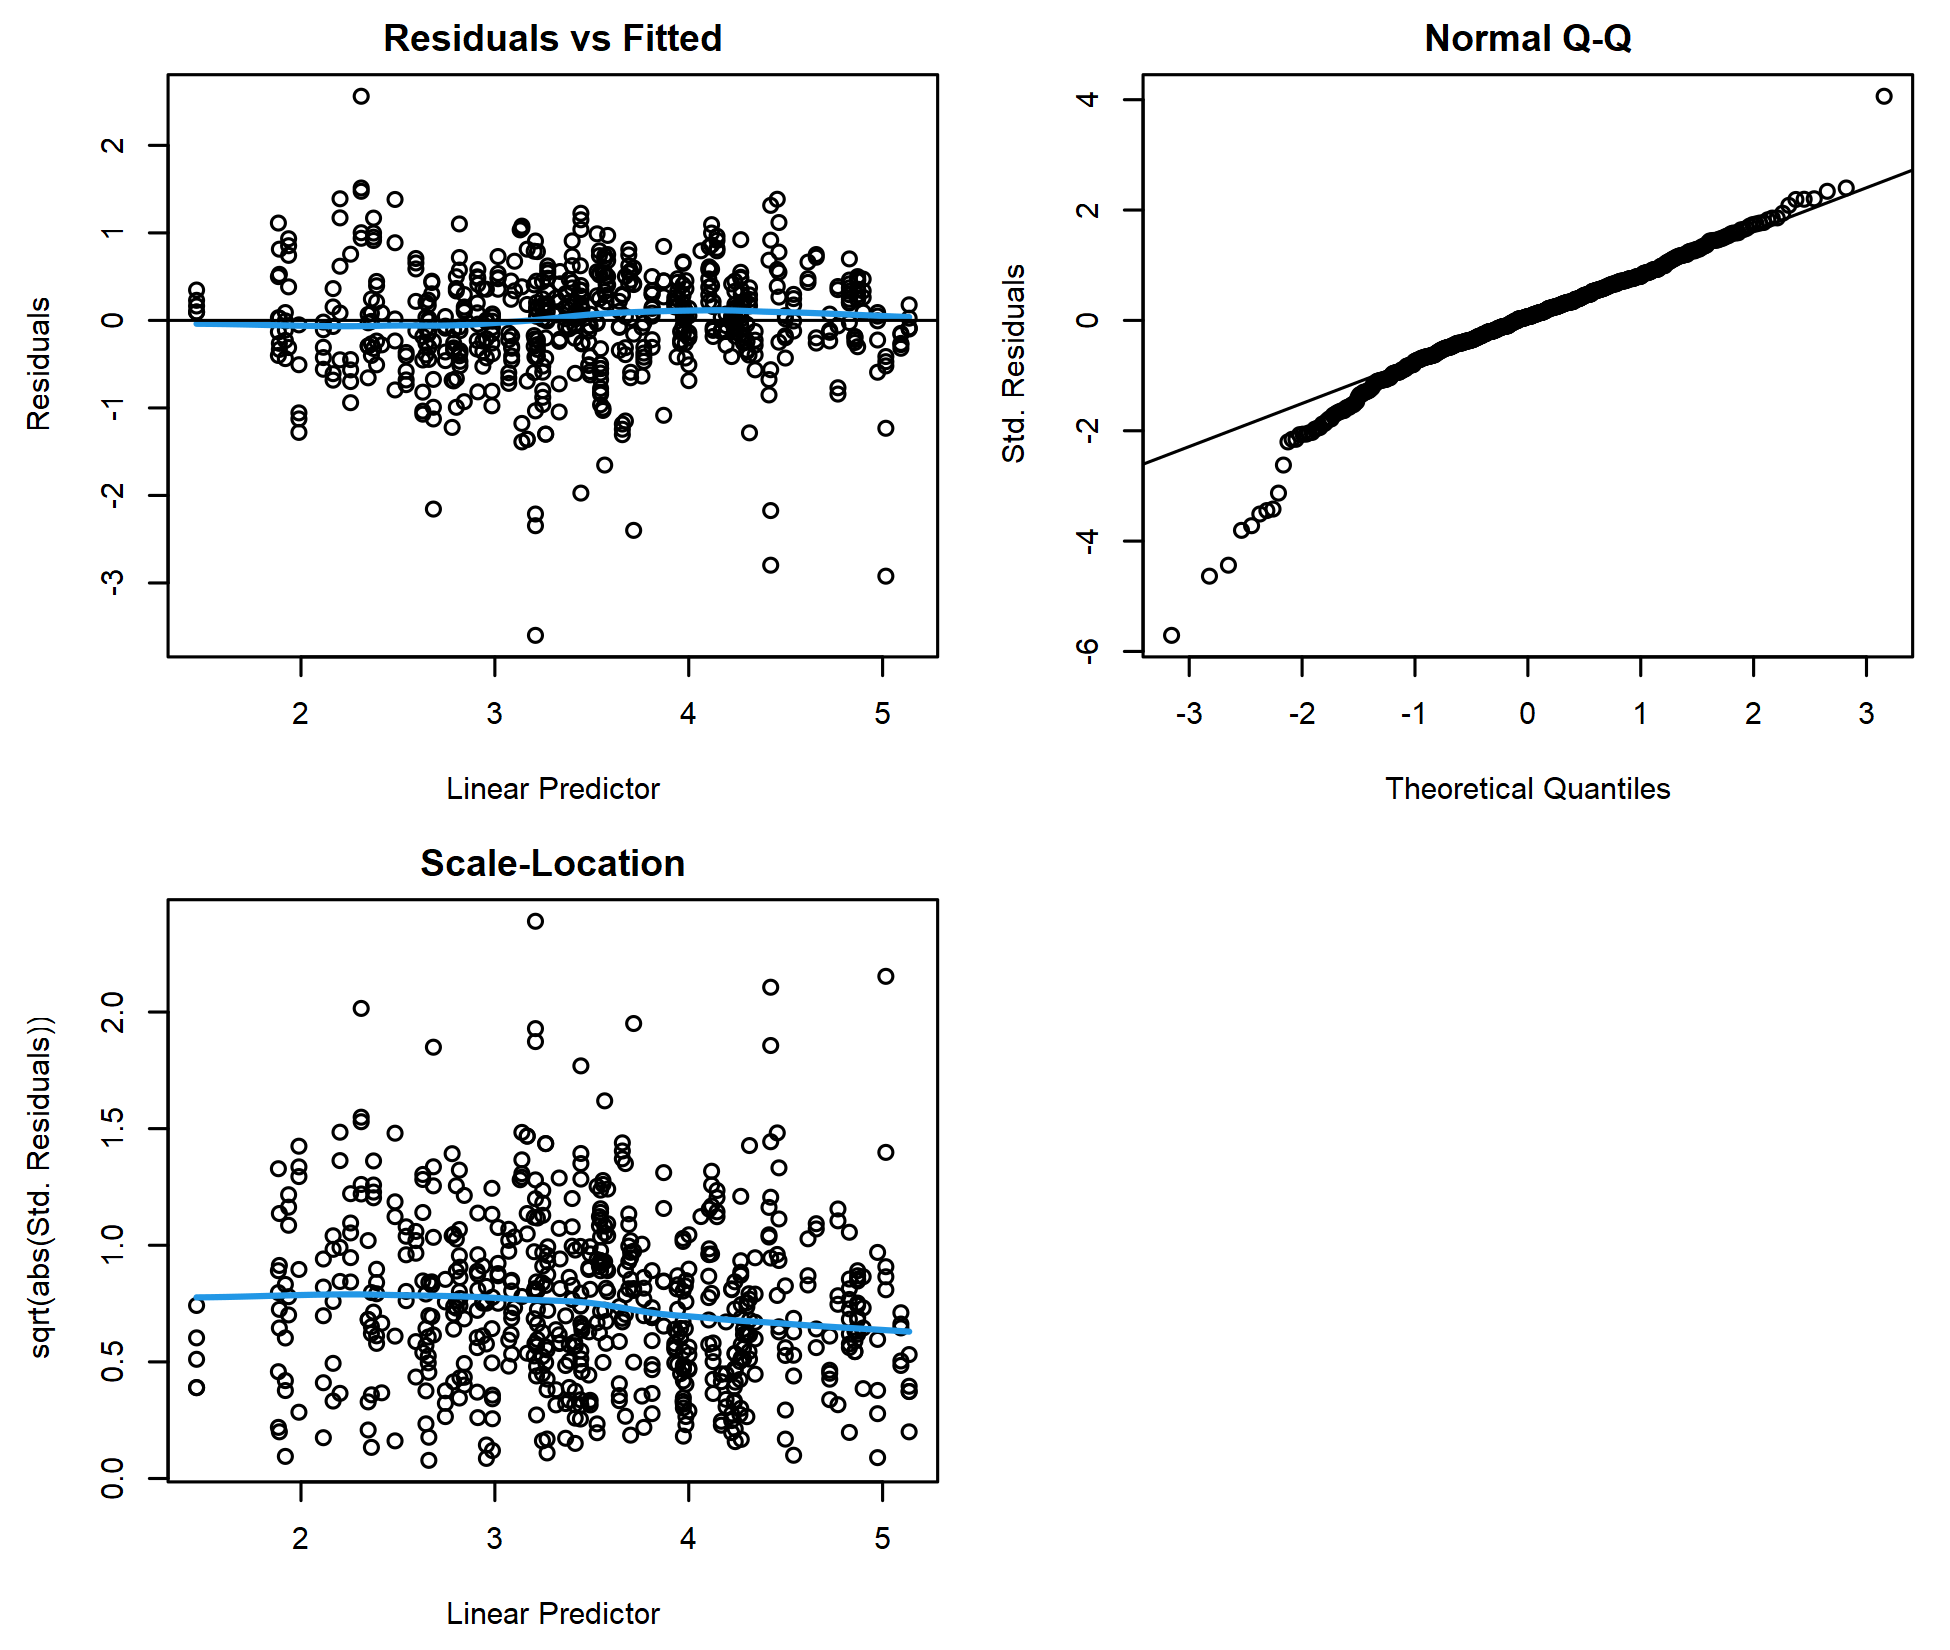 Residuals vs Fitted
Residuals
2
1
0
-1
-2
-3
2 3 4 5
Linear Predictor
Normal Q-Q
Std. Residuals
4
2
0
-2
-4
-6
-3 -2 -1 0 1 2 3
Theoretical Quantiles
Scale-Location
sqrt(abs(Std. Residuals))
2.0
1.5
1.0
0.5
0.0
2 3 4 5
Linear Predictor